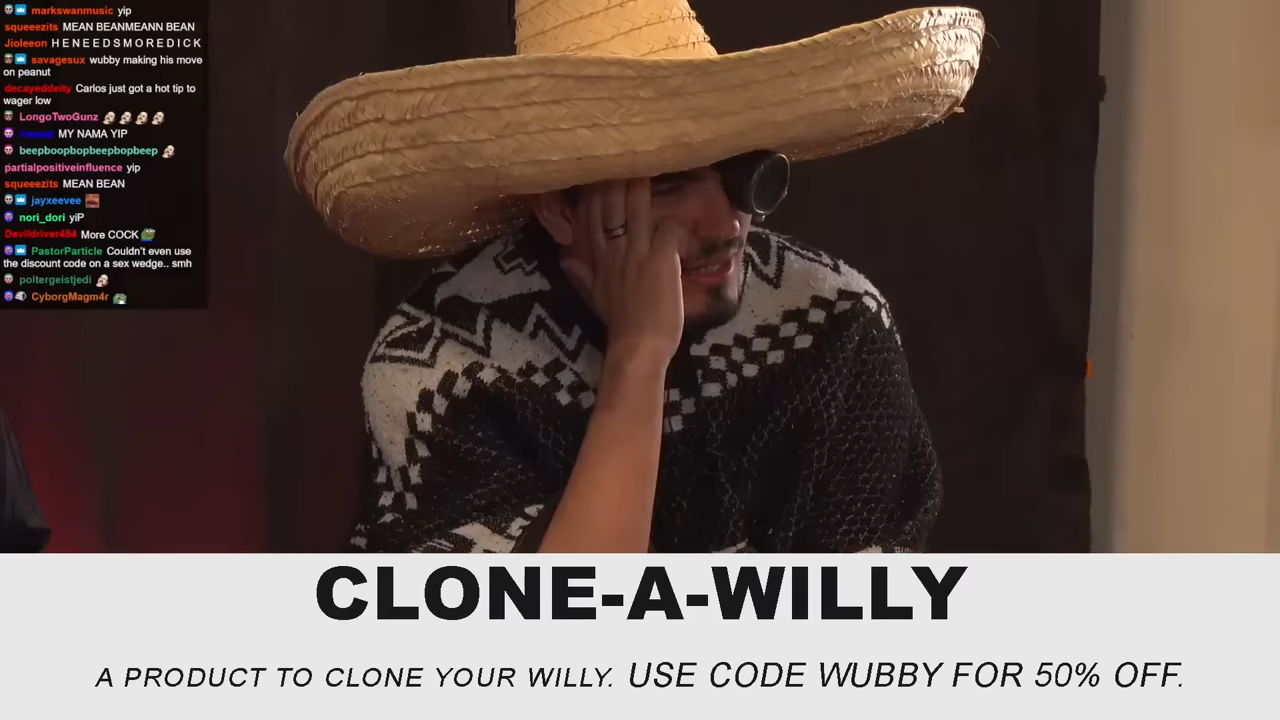 markswanmusic yip
squeeezits MEAN BEANMEANN BEAN
Jioleeon H E N E E D S M O R E D I C K
savagesux wubby making his move
on peanut
decayeddeity Carlos just got a hot tip to
wager low
LongoTwoGunz
MY NAMA YIP
beepboopbopbeepbopbeep
partialpositiveinfluence yip
squeeezits MEAN BEAN
jayxeevee
nori_dori yiP
Devildriver454 More COCK
PastorParticle Couldn't even use
the discount code on a sex wedge.. smh
poltergeistjedi
CyborgMagm4r
CLONE-A-WILLY
A PRODUCT TO CLONE YOUR WILLY. USE CODE WUBBY FOR 50% OFF.